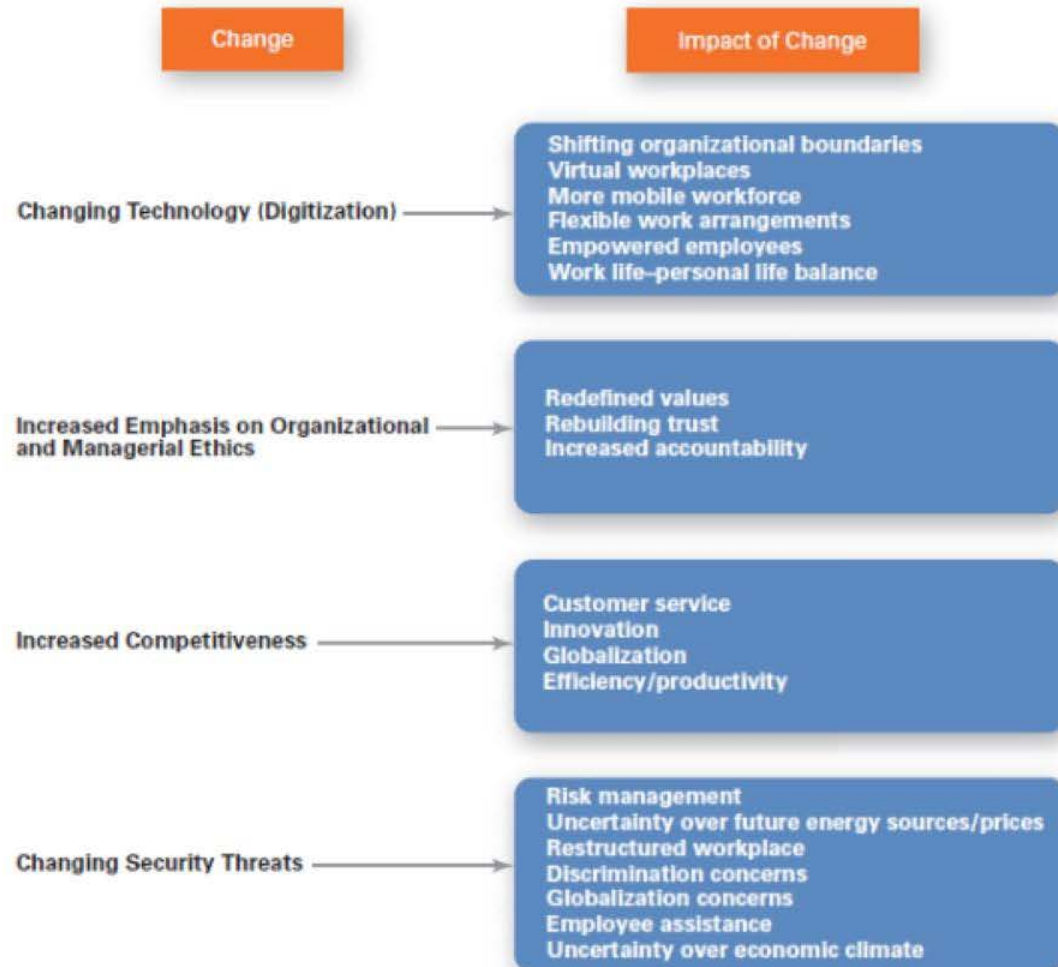 Change
Impact of Change
Changing Technology (Digitization)
Shifting organizational boundaries
Virtual workplaces
More mobile workforce
Flexible work arrangements
Empowered employees
Work life–personal life balance
Increased Emphasis on Organizational
and Managerial Ethics
Redefined values
Rebuilding trust
Increased accountability
Increased Competitiveness
Customer service
Innovation
Globalization
Efficiency/productivity
Changing Security Threats
Risk management
Uncertainty over future energy sources/prices
Restructured workplace
Discrimination concerns
Globalization concerns
Employee assistance
Uncertainty over economic climate